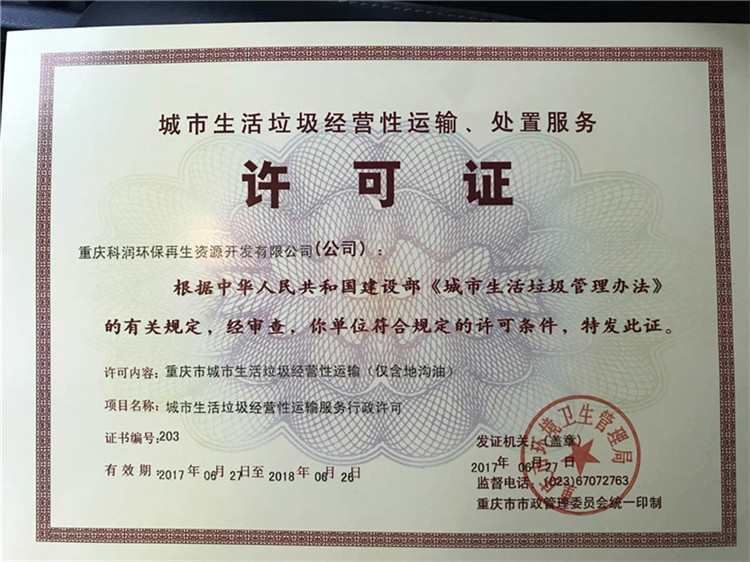 城市生活垃圾经营性运输、处置服务
许可证
重庆科润环保再生资源开发有限公司(公司)：
根据中华人民共和国建设部《城市生活垃圾管理办法》
的有关规定，经审查，你单位符合规定的许可条件，特发此证。
许可内容：重庆市城市生活垃圾经营性运输（仅含地沟油）
项目名称：城市生活垃圾经营性运输服务行政许可
证书编号：203
发证机关：(盖章)
有效期：2017年06月27日至2018年06月26日
2017年06月27日
监督电话：(023)67072763
重庆市市政管理委员会统一印制
环境卫生管理局